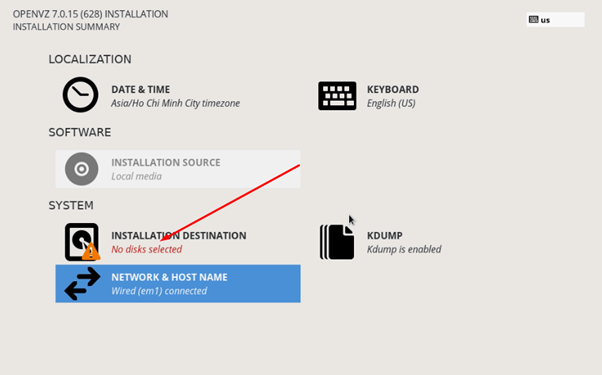 OPENVZ 7.0.15 (628) INSTALLATION
INSTALLATION SUMMARY
us
LOCALIZATION
DATE & TIME
Asia/Ho Chi Minh City timezone
KEYBOARD
English (US)
SOFTWARE
INSTALLATION SOURCE
Local media
SYSTEM
INSTALLATION DESTINATION
No disks selected
KDUMP
Kdump is enabled
NETWORK & HOST NAME
Wired (em1) connected